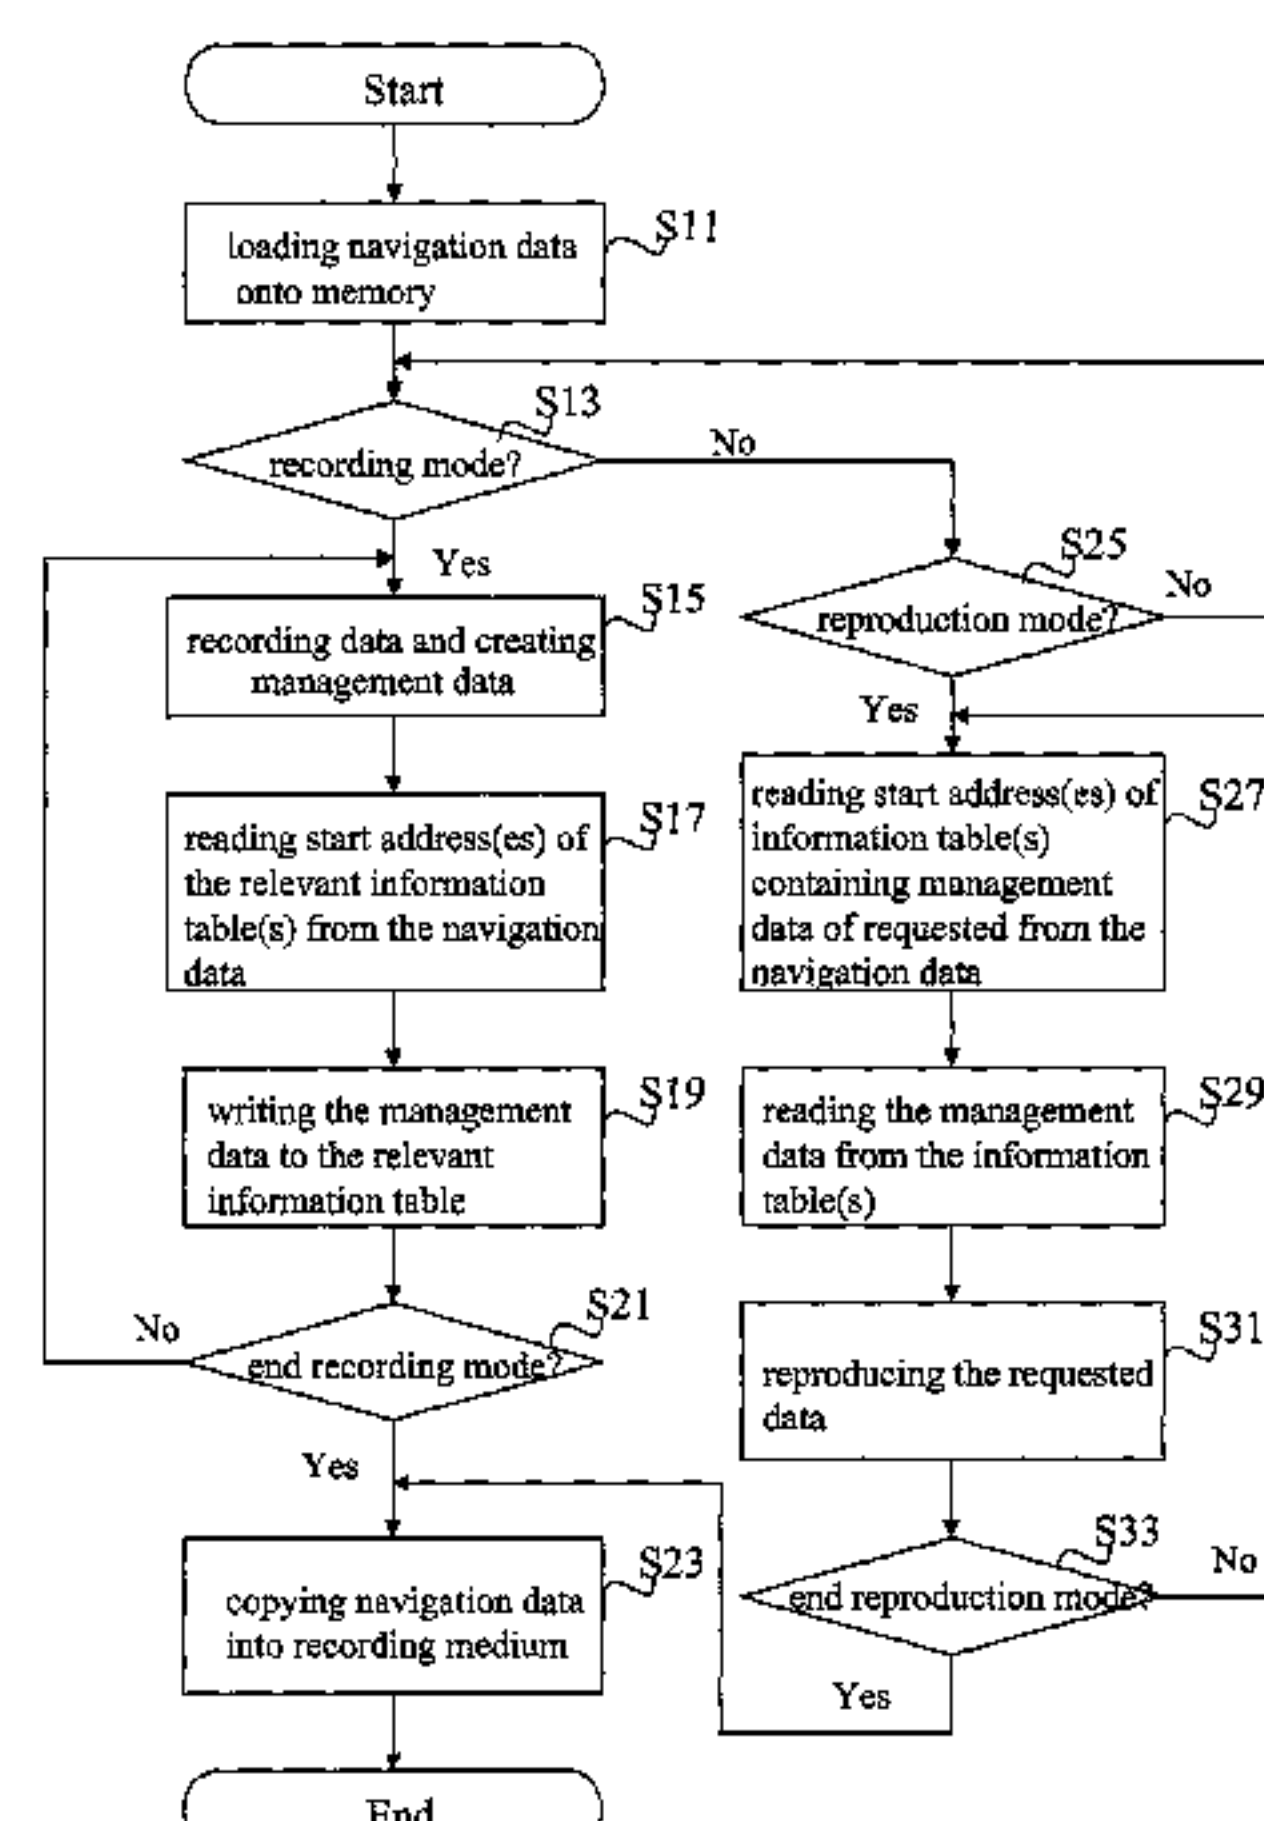 Start
loading navigation data
onto memory
S11
S13
recording mode?
No
Yes
S25
reproduction mode?
No
Yes
S15
recording data and creating
management data
S17
reading start address(es) of
the relevant information
table(s) from the navigation
data
S27
reading start address(es) of
information table(s)
containing management
data of requested from the
navigation data
S19
writing the management
data to the relevant
information table
S29
reading the management
data from the information
table(s)
S21
end recording mode?
No
Yes
S31
reproducing the requested
data
S23
copying navigation data
into recording medium
S33
end reproduction mode?
No
Yes
End